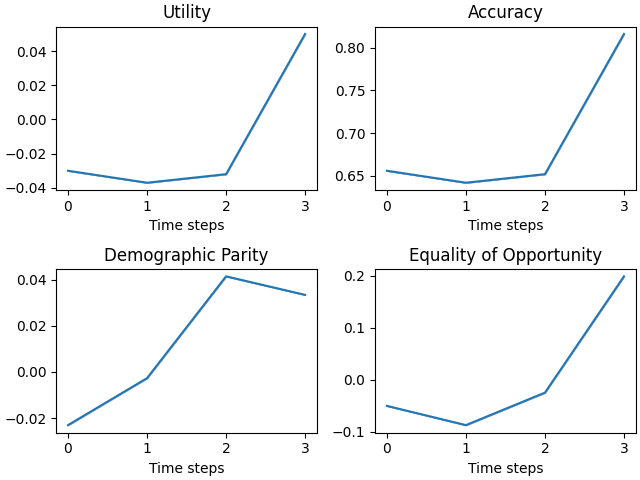 Utility
0.04
0.02
0.00
−0.02
−0.04
0 1 2 3
Time steps
Accuracy
0.80
0.75
0.70
0.65
0 1 2 3
Time steps
Demographic Parity
0.04
0.02
0.00
−0.02
0 1 2 3
Time steps
Equality of Opportunity
0.2
0.1
0.0
−0.1
0 1 2 3
Time steps